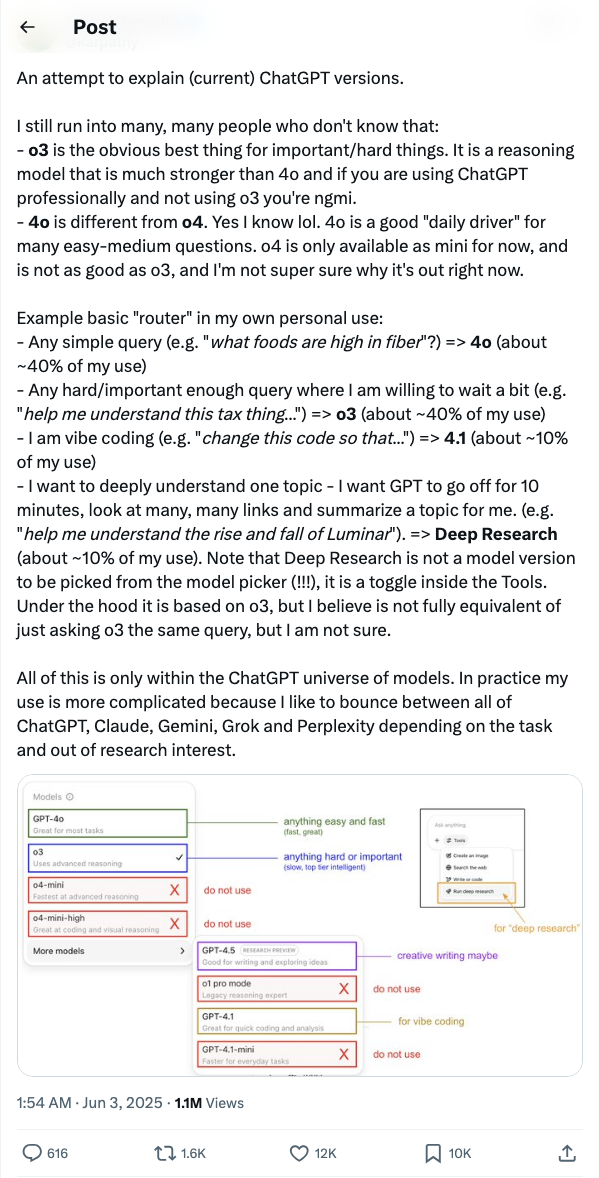 Post
An attempt to explain (current) ChatGPT versions.
I still run into many, many people who don't know that:
- o3 is the obvious best thing for important/hard things. It is a reasoning
model that is much stronger than 4o and if you are using ChatGPT
professionally and not using o3 you're ngmi.
- 4o is different from o4. Yes I know lol. 4o is a good "daily driver" for
many easy-medium questions. o4 is only available as mini for now, and
is not as good as o3, and I'm not super sure why it's out right now.
Example basic "router" in my own personal use:
- Any simple query (e.g. "what foods are high in fiber"?) => 4o (about
~40% of my use)
- Any hard/important enough query where I am willing to wait a bit (e.g.
"help me understand this tax thing...") => o3 (about ~40% of my use)
- I am vibe coding (e.g. "change this code so that...") => 4.1 (about ~10%
of my use)
- I want to deeply understand one topic - I want GPT to go off for 10
minutes, look at many, many links and summarize a topic for me. (e.g.
"help me understand the rise and fall of Luminar"). => Deep Research
(about ~10% of my use). Note that Deep Research is not a model version
to be picked from the model picker (!!!), it is a toggle inside the Tools.
Under the hood it is based on o3, but I believe is not fully equivalent of
just asking o3 the same query, but I am not sure.
All of this is only within the ChatGPT universe of models. In practice my
use is more complicated because I like to bounce between all of
ChatGPT, Claude, Gemini, Grok and Perplexity depending on the task
and out of research interest.
Models
GPT-4o
Great for most tasks
anything easy and fast
(fast, great)
o3
Uses advanced reasoning
anything hard or important
(slow, top tier intelligent)
o4-mini
Fastest at advanced reasoning
X
do not use
o4-mini-high
Great at coding and visual reasoning
X
do not use
More models
Ask anything
Tools
Create an image
Search the web
Write or code
Run deep research
for "deep research"
GPT-4.5 RESEARCH PREVIEW
Good for writing and exploring ideas
creative writing maybe
o1 pro mode
Legacy reasoning expert
X
do not use
GPT-4.1
Great for quick coding and analysis
for vibe coding
GPT-4.1-mini
Faster for everyday tasks
X
do not use
1:54 AM · Jun 3, 2025 · 1.1M Views
616
1.6K
12K
10K